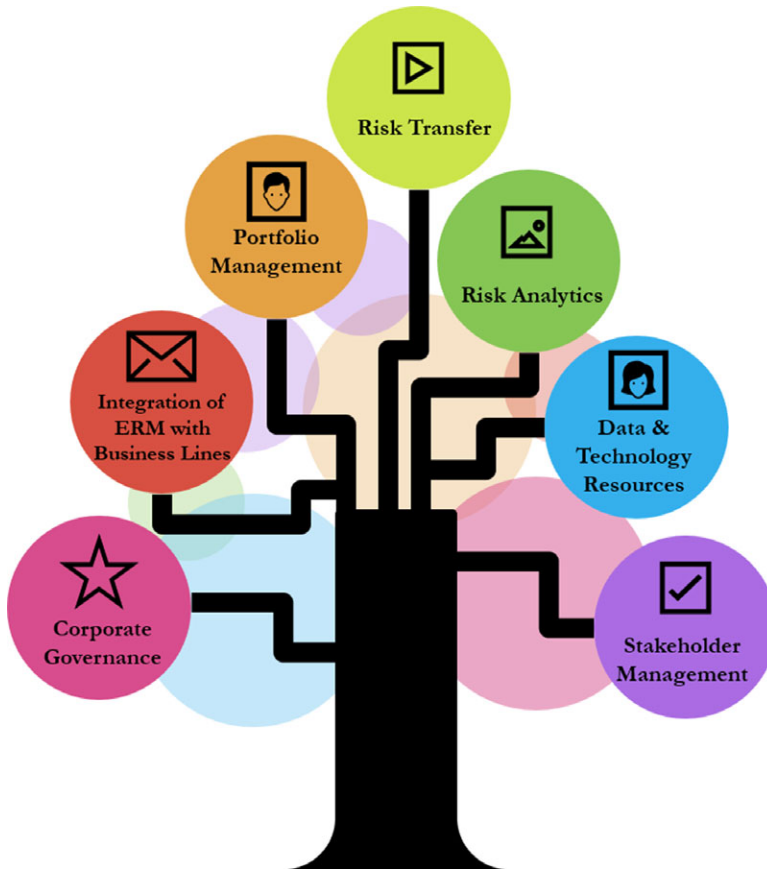 Risk Transfer
Portfolio
Management
Risk Analytics
Integration of
ERM with
Business Lines
Data &
Technology
Resources
Corporate
Governance
Stakeholder
Management